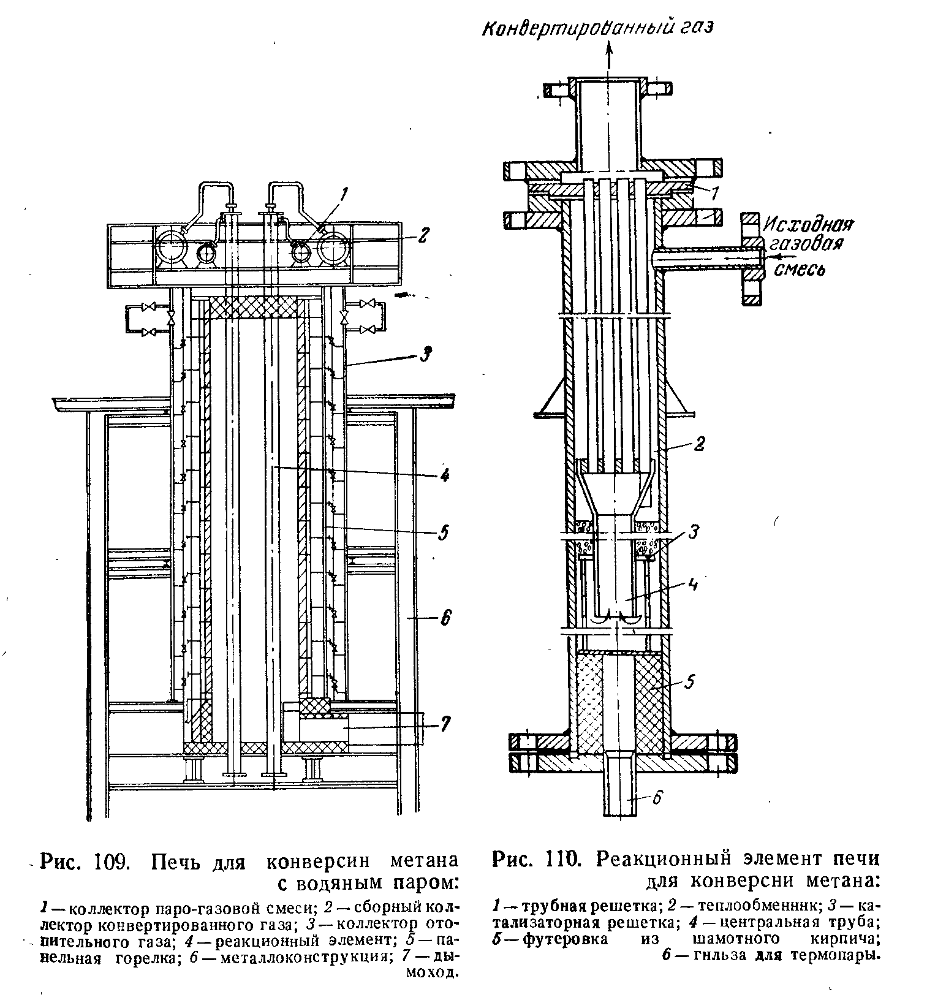 1
2
3
4
5
6
7
Рис. 109. Печь для конверсии метана
с водяным паром:
1 — коллектор паро-газовой смеси; 2 — сборный кол-
лектор конвертированного газа; 3 — коллектор ото-
пительного газа; 4 — реакционный элемент; 5 — па-
нельная горелка; 6 — металлоконструкция; 7 — ды-
моход.
Конвертированный газ
1
Исходная
газовая
смесь
2
3
4
5
6
Рис. 110. Реакционный элемент печи
для конверсии метана:
1 — трубная решетка; 2 — теплообменник; 3 — ка-
тализаторная решетка; 4 — центральная труба;
5 — футеровка из шамотного кирпича;
6 — гильза для термопары.